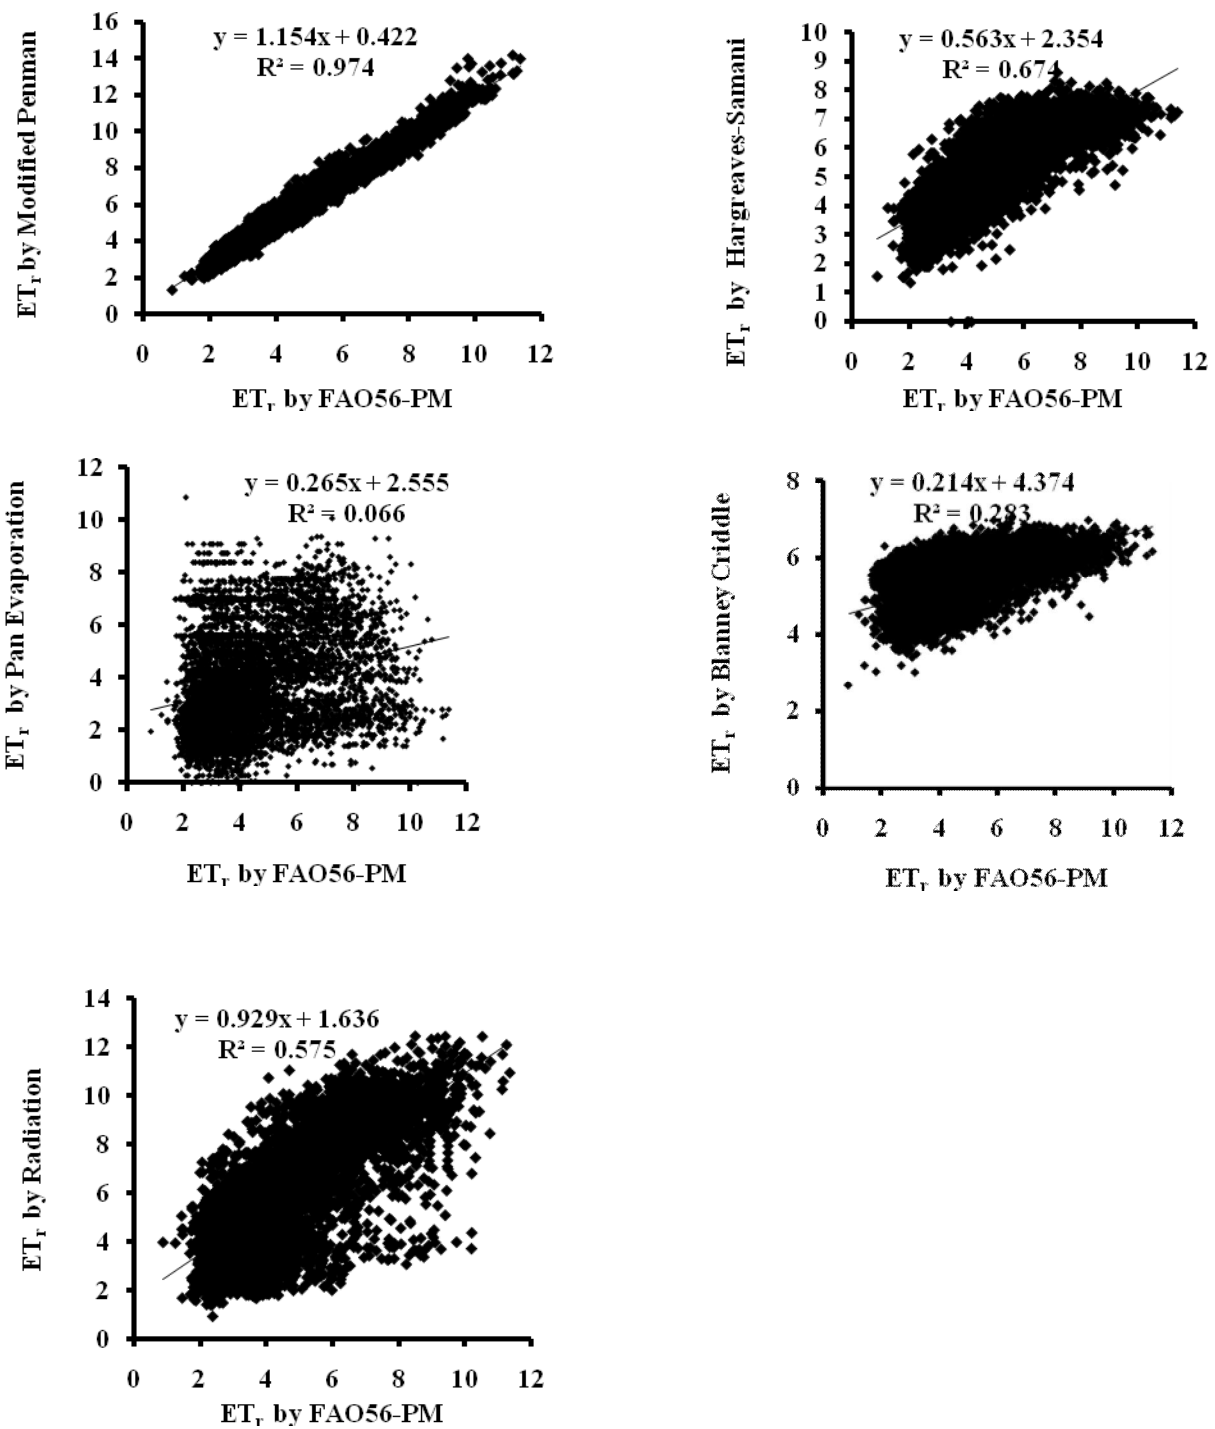 y = 1.154x + 0.422
R² = 0.974
ETr by Modified Penman
16
14
12
10
8
6
4
2
0
0 2 4 6 8 10 12
ETr by FAO56-PM
y = 0.563x + 2.354
R² = 0.674
ETr by Hargreaves-Samani
10
9
8
7
6
5
4
3
2
1
0
0 2 4 6 8 10 12
ETr by FAO56-PM
y = 0.265x + 2.555
R² = 0.066
ETr by Pan Evaporation
12
10
8
6
4
2
0
0 2 4 6 8 10 12
ETr by FAO56-PM
y = 0.214x + 4.374
R² = 0.283
ETr by Blanney Criddle
8
6
4
2
0
0 2 4 6 8 10 12
ETr by FAO56-PM
y = 0.929x + 1.636
R² = 0.575
ETr by Radiation
14
12
10
8
6
4
2
0
0 2 4 6 8 10 12
ETr by FAO56-PM